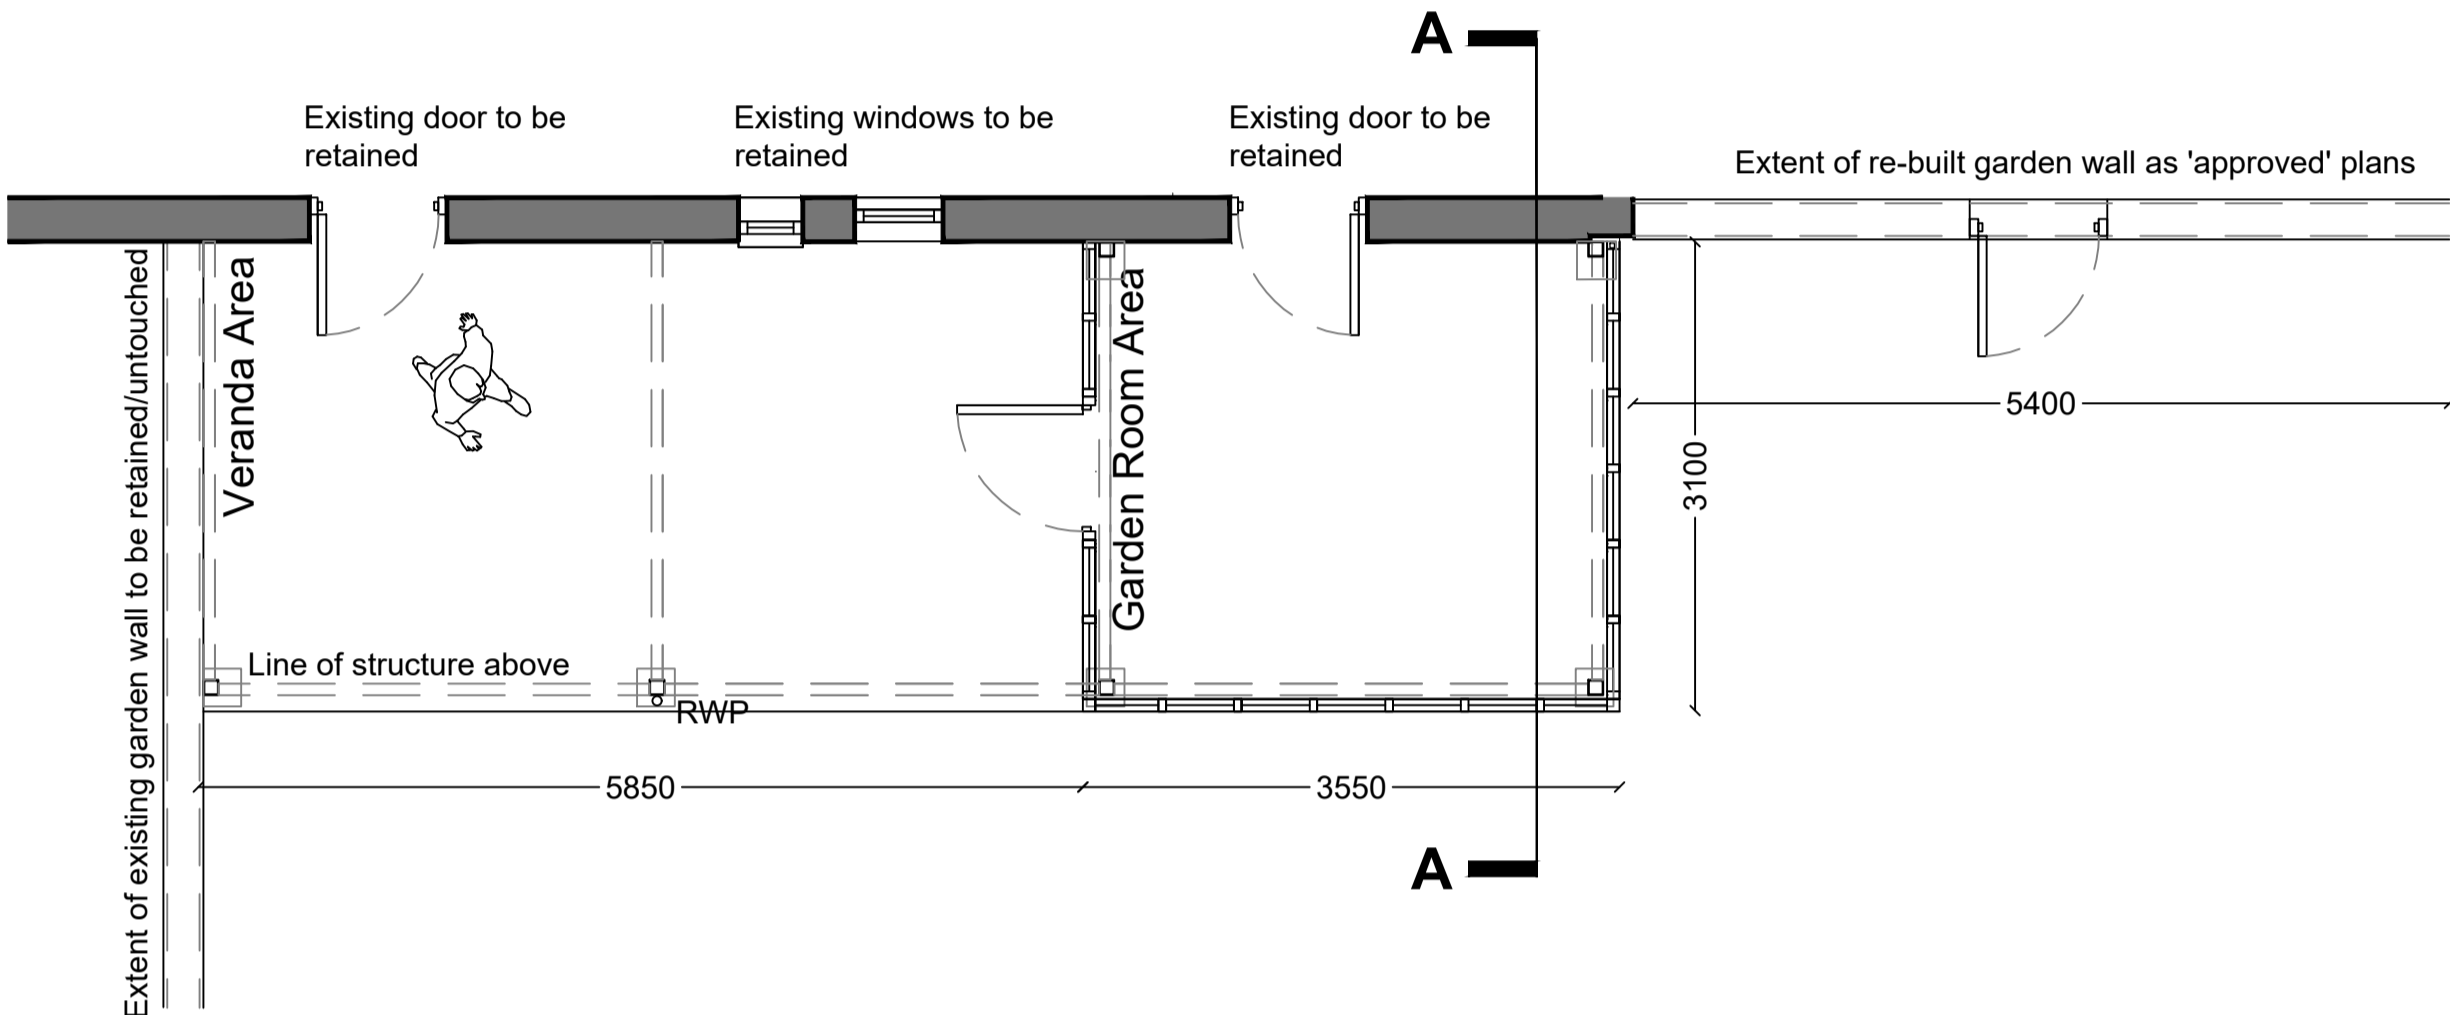 A
Existing door to be
retained
Existing windows to be
retained
Existing door to be
retained
Extent of re-built garden wall as 'approved' plans
Extent of existing garden wall to be retained/untouched
Veranda Area
Garden Room Area
5400
3100
Line of structure above
RWP
5850
3550
A